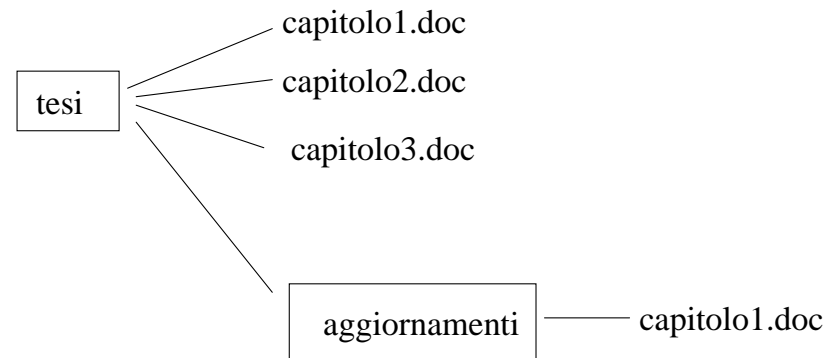 capitolo1.doc
tesi
capitolo2.doc
capitolo3.doc
aggiornamenti
capitolo1.doc